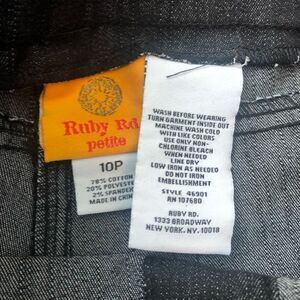 Ruby Rd.
petite
10P
78% COTTON
20% POLYESTE
2% SPANDEX
MADE IN CHIN
WASH BEFORE WEARING
TURN GARMENT INSIDE OUT
MACHINE WASH COLD
WITH LIKE COLORS
USE ONLY NON-
CHLORINE BLEACH
WHEN NEEDED
LINE DRY
LOW IRON AS NEEDED
DO NOT IRON
EMBELLISHMENT
STYLE 46901
RN 107680
RUBY RD.
1333 BROADWAY
NEW YORK, NY. 10018